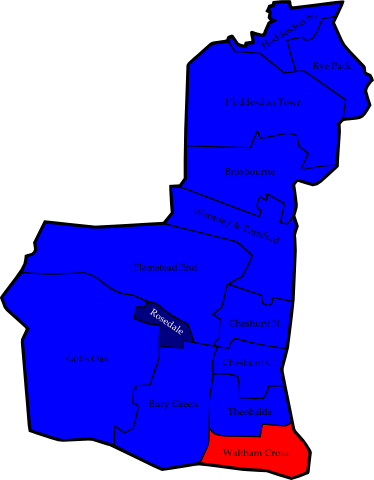 Hoddesdon N.
Rye Park
Hoddesdon Town
Broxbourne
Wormley & Turnford
Flamstead End
Rosedale
Cheshunt N
Goffs Oak
Cheshunt C
Bury Green
Theobalds
Waltham Cross